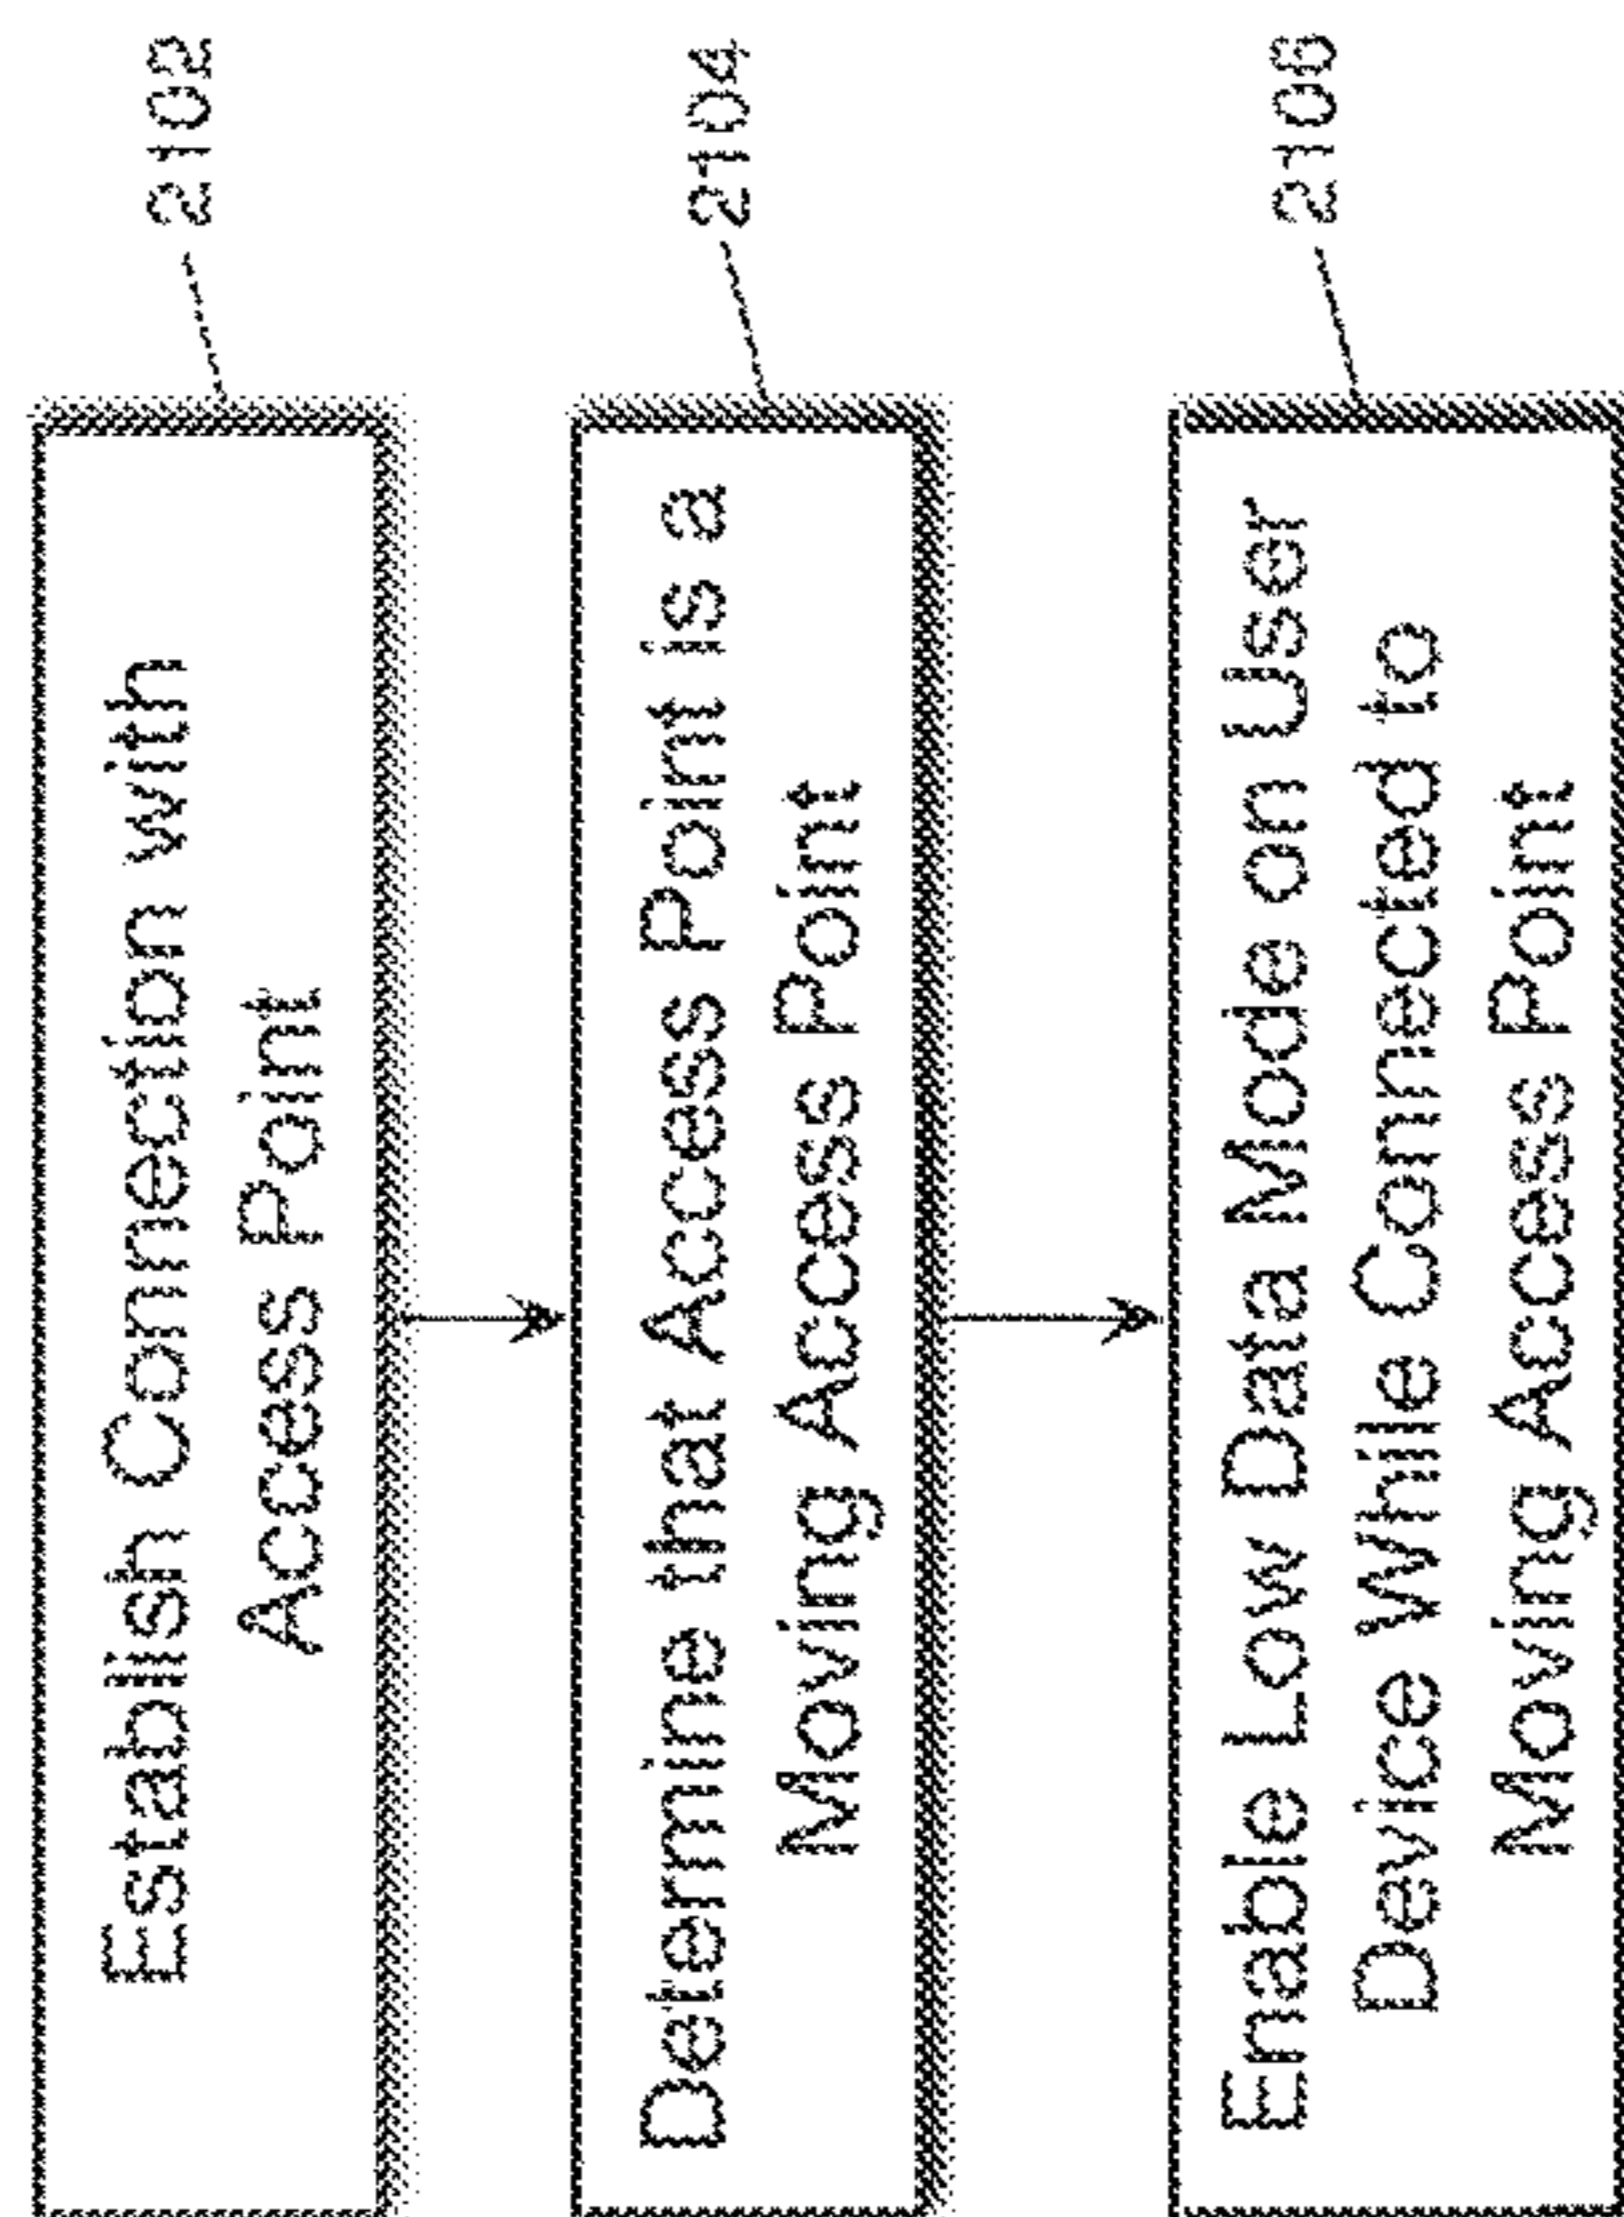 Establish Connection with
Access Point
2102
Determine that Access Point is a
Moving Access Point
2104
Enable Low Data Mode on User
Device While Connected to
Moving Access Point